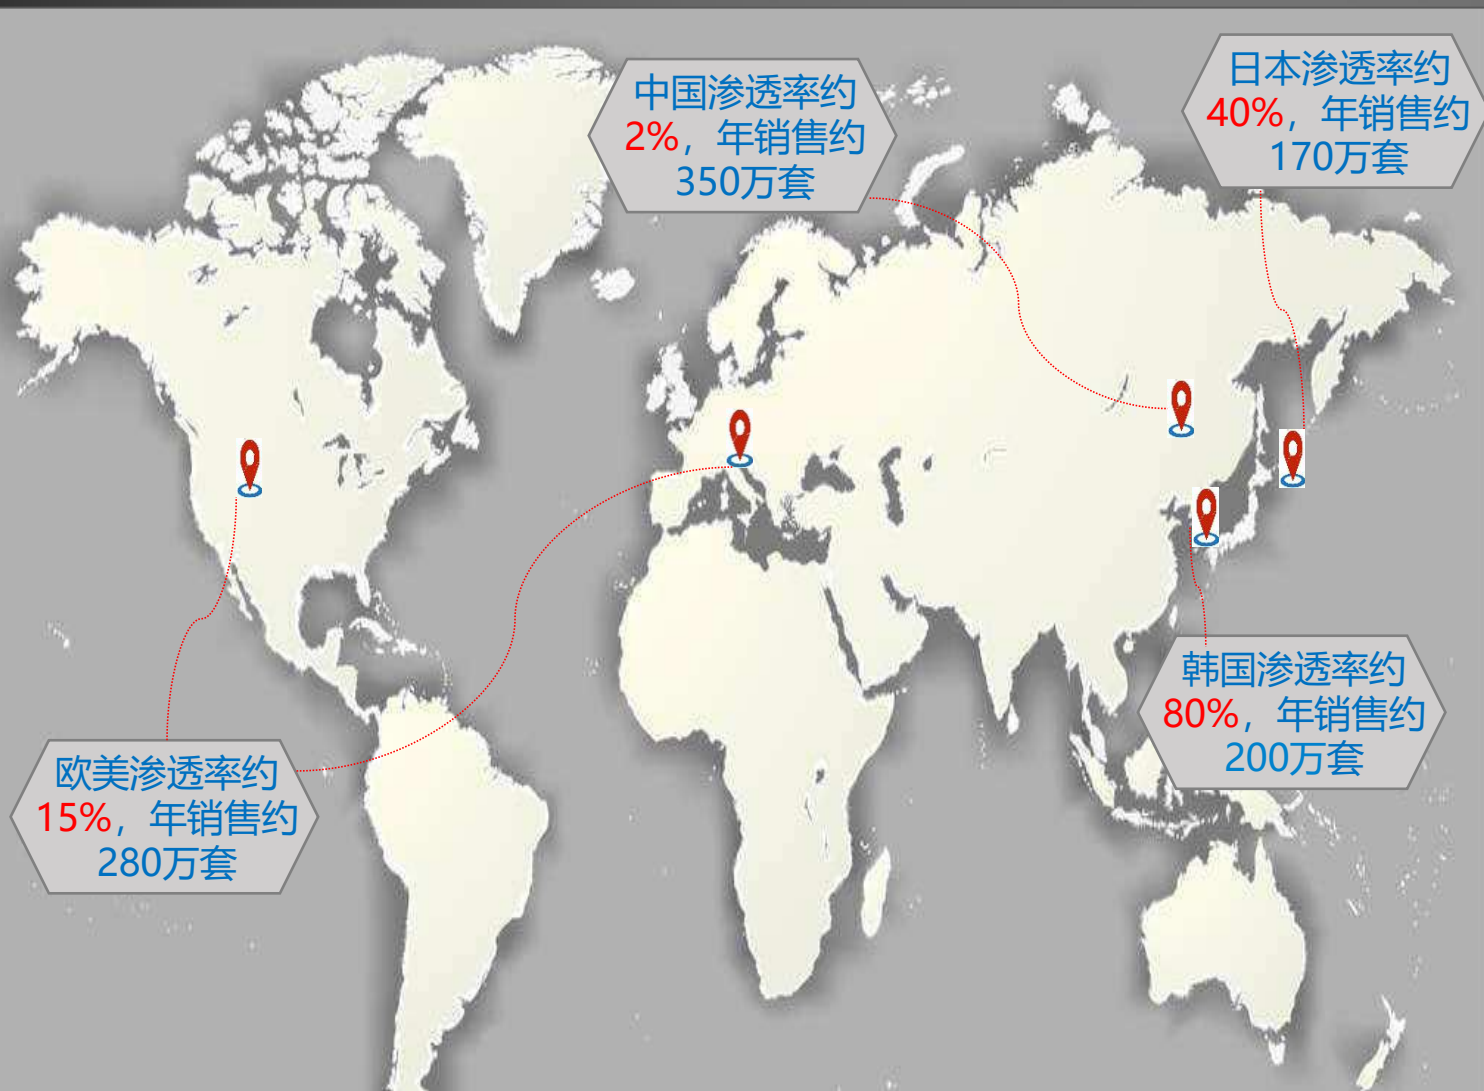 中国渗透率约
2%，年销售约
350万套
日本渗透率约
40%，年销售约
170万套
韩国渗透率约
80%，年销售约
200万套
欧美渗透率约
15%，年销售约
280万套